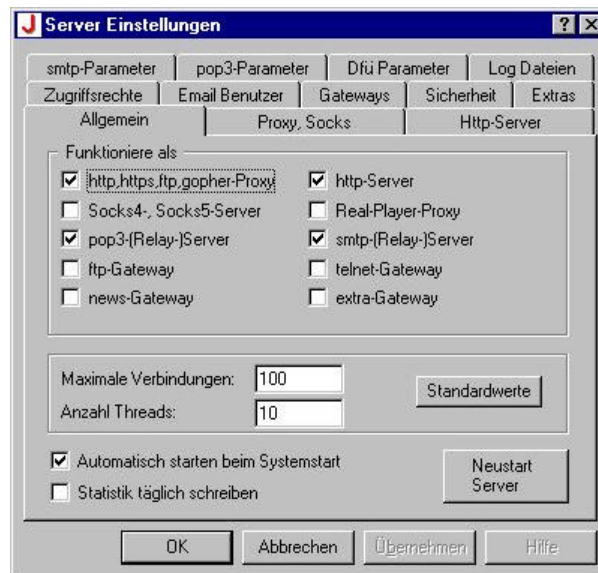 J Server Einstellungen ? X
smtp-Parameter pop3-Parameter Dfü Parameter Log Dateien
Zugriffsrechte Email Benutzer Gateways Sicherheit Extras
Allgemein Proxy, Socks Http-Server
Funktioniere als
http,https,ftp,gopher-Proxy http-Server
Socks4-, Socks5-Server Real-Player-Proxy
pop3-(Relay-)Server smtp-(Relay-)Server
ftp-Gateway telnet-Gateway
news-Gateway extra-Gateway
Maximale Verbindungen: 100
Standardwerte
Anzahl Threads: 10
Automatisch starten beim Systemstart
Neustart
Server
Statistik täglich schreiben
OK Abbrechen Übernehmen Hilfe